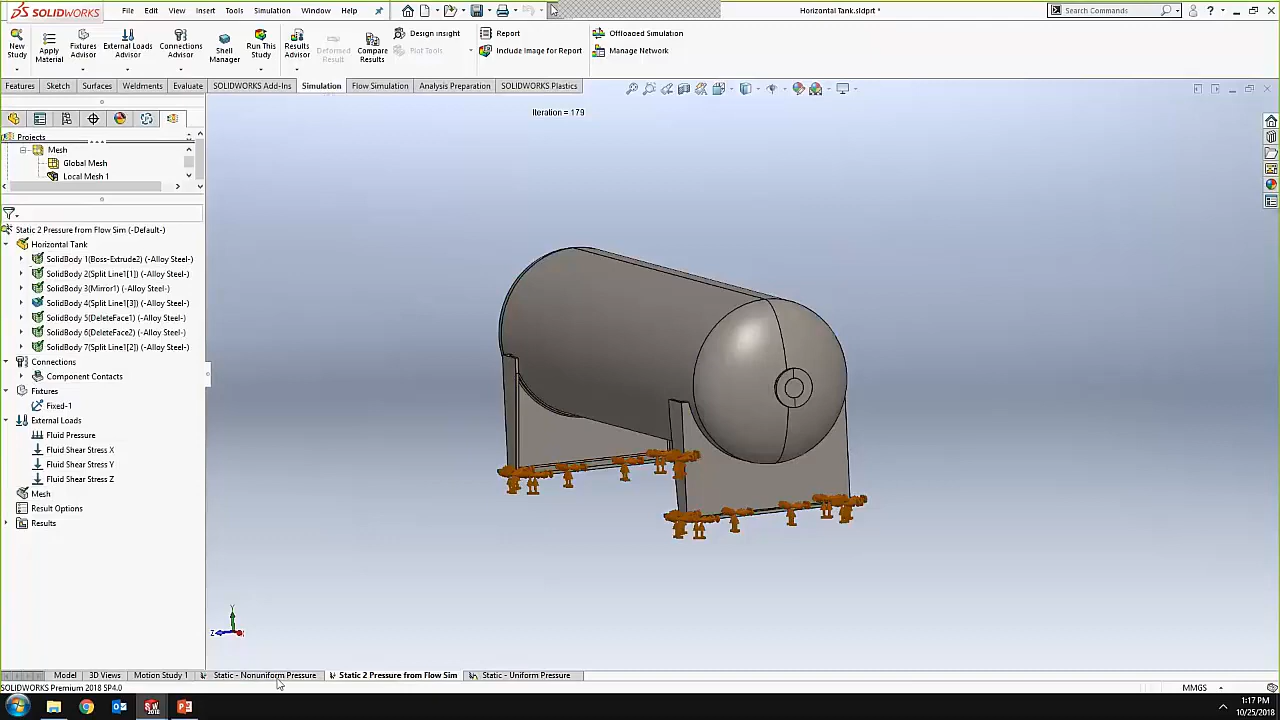 SOLIDWORKS File Edit View Insert Tools Simulation Window Help Horizontal Tank.sldprt * Search Commands ?
New Study
Apply Material
Fixtures Advisor
External Loads Advisor
Connections Advisor
Shell Manager
Run This Study
Results Advisor
Deformed Result
Compare Results
Design Insight
Plot Tools
Report
Include Image for Report
Offloaded Simulation
Manage Network
Features Sketch Surfaces Weldments Evaluate SOLIDWORKS Add-Ins Simulation Flow Simulation Analysis Preparation SOLIDWORKS Plastics
Iteration = 179
Projects
Mesh
Global Mesh
Local Mesh 1
Static 2 Pressure from Flow Sim (-Default-)
Horizontal Tank
SolidBody 1(Boss-Extrude2) (-Alloy Steel-)
SolidBody 2(Split Line1[1]) (-Alloy Steel-)
SolidBody 3(Mirror1) (-Alloy Steel-)
SolidBody 4(Split Line1[3]) (-Alloy Steel-)
SolidBody 5(DeleteFace1) (-Alloy Steel-)
SolidBody 6(DeleteFace2) (-Alloy Steel-)
SolidBody 7(Split Line1[2]) (-Alloy Steel-)
Connections
Component Contacts
Fixtures
Fixed-1
External Loads
Fluid Pressure
Fluid Shear Stress X
Fluid Shear Stress Y
Fluid Shear Stress Z
Mesh
Result Options
Results
Y
Z
Model 3D Views Motion Study 1 Static - Nonuniform Pressure Static 2 Pressure from Flow Sim Static - Uniform Pressure
SOLIDWORKS Premium 2018 SP4.0 MMGS
1:17 PM
10/25/2018